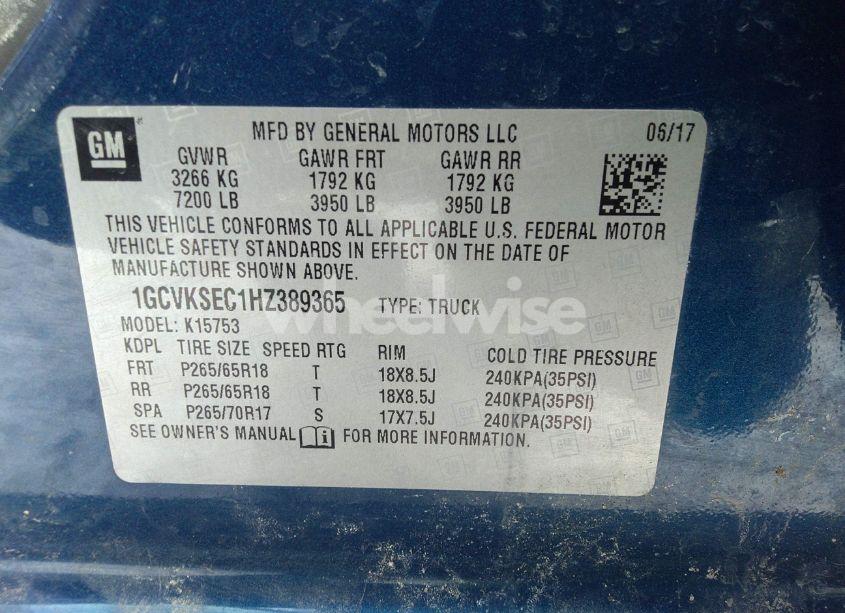 GM
MFD BY GENERAL MOTORS LLC 06/17
GVWR GAWR FRT GAWR RR
3266 KG 1792 KG 1792 KG
7200 LB 3950 LB 3950 LB
THIS VEHICLE CONFORMS TO ALL APPLICABLE U.S. FEDERAL MOTOR
VEHICLE SAFETY STANDARDS IN EFFECT ON THE DATE OF
MANUFACTURE SHOWN ABOVE.
1GCVKSEC1HZ389365 TYPE: TRUCK
wheelwise
MODEL: K15753
KDPL TIRE SIZE SPEED RTG RIM COLD TIRE PRESSURE
FRT P265/65R18 T 18X8.5J 240KPA(35PSI)
RR P265/65R18 T 18X8.5J 240KPA(35PSI)
SPA P265/70R17 S 17X7.5J 240KPA(35PSI)
SEE OWNER'S MANUAL i FOR MORE INFORMATION.